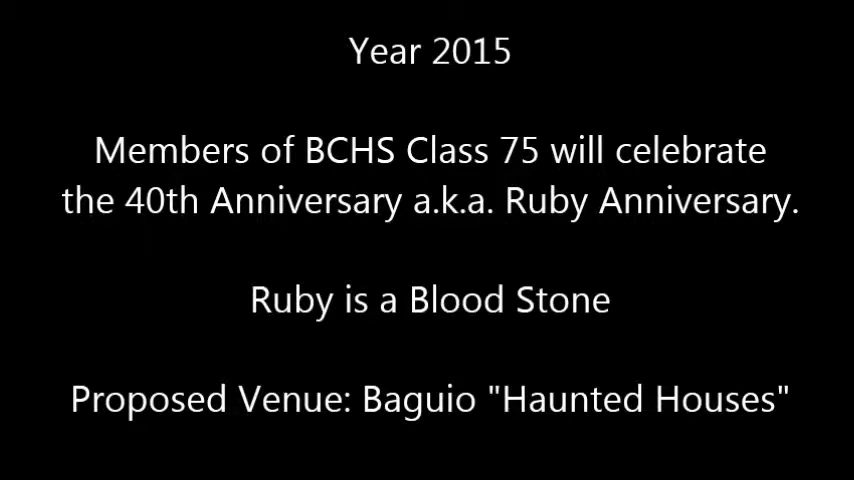 Year 2015
Members of BCHS Class 75 will celebrate
the 40th Anniversary a.k.a. Ruby Anniversary.
Ruby is a Blood Stone
Proposed Venue: Baguio "Haunted Houses"